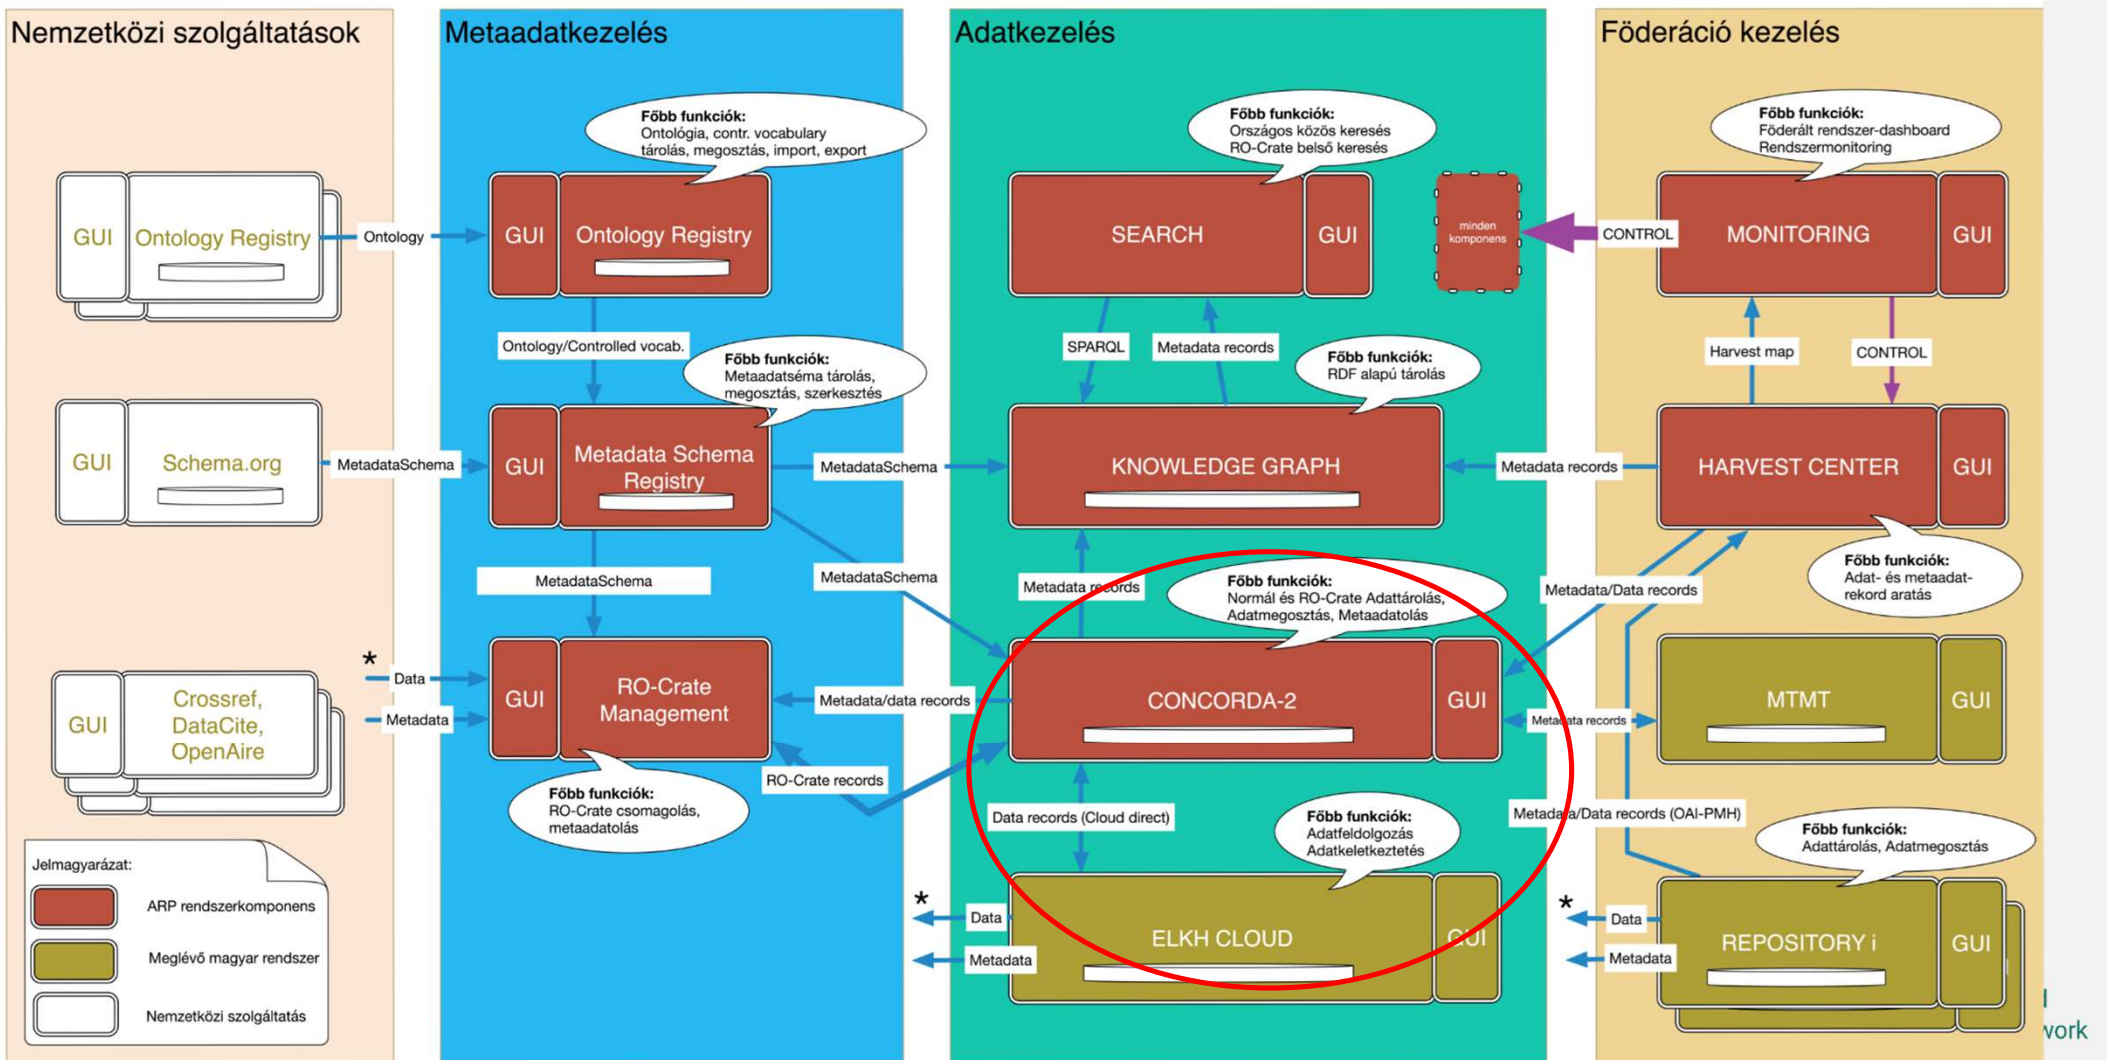 Nemzetközi szolgáltatások
GUI
Ontology Registry
Ontology
GUI
Schema.org
MetadataSchema
*
Data
Metadata
GUI
Crossref,
DataCite,
OpenAire
Jelmagyarázat:
ARP rendszerkomponens
Meglévő magyar rendszer
Nemzetközi szolgáltatás
Metaadatkezelés
Főbb funkciók:
Ontológia, contr. vocabulary
tárolás, megosztás, import, export
GUI
Ontology Registry
Ontology/Controlled vocab.
Főbb funkciók:
Metaadatséma tárolás,
megosztás, szerkesztés
GUI
Metadata Schema
Registry
MetadataSchema
MetadataSchema
MetadataSchema
GUI
RO-Crate
Management
Metadata/data records
RO-Crate records
Főbb funkciók:
RO-Crate csomagolás,
metaadatolás
Adatkezelés
Főbb funkciók:
Országos közös keresés
RO-Crate belső keresés
SEARCH
GUI
minden
komponens
SPARQL
Metadata records
Főbb funkciók:
RDF alapú tárolás
KNOWLEDGE GRAPH
Metadata records
Főbb funkciók:
Normál és RO-Crate Adattárolás,
Adatmegosztás, Metaadatolás
CONCORDA-2
GUI
Data records (Cloud direct)
Főbb funkciók:
Adatfeldolgozás
Adatkeletkeztetés
*
Data
Metadata
ELKH CLOUD
GUI
Föderáció kezelés
Főbb funkciók:
Föderált rendszer-dashboard
Rendszermonitoring
CONTROL
MONITORING
GUI
Harvest map
CONTROL
Metadata records
HARVEST CENTER
GUI
Főbb funkciók:
Adat- és metaadat-
rekord aratás
Metadata/Data records
Metadata records
MTMT
GUI
Metadata/Data records (OAI-PMH)
Főbb funkciók:
Adattárolás, Adatmegosztás
*
Data
Metadata
REPOSITORY i
GUI
work